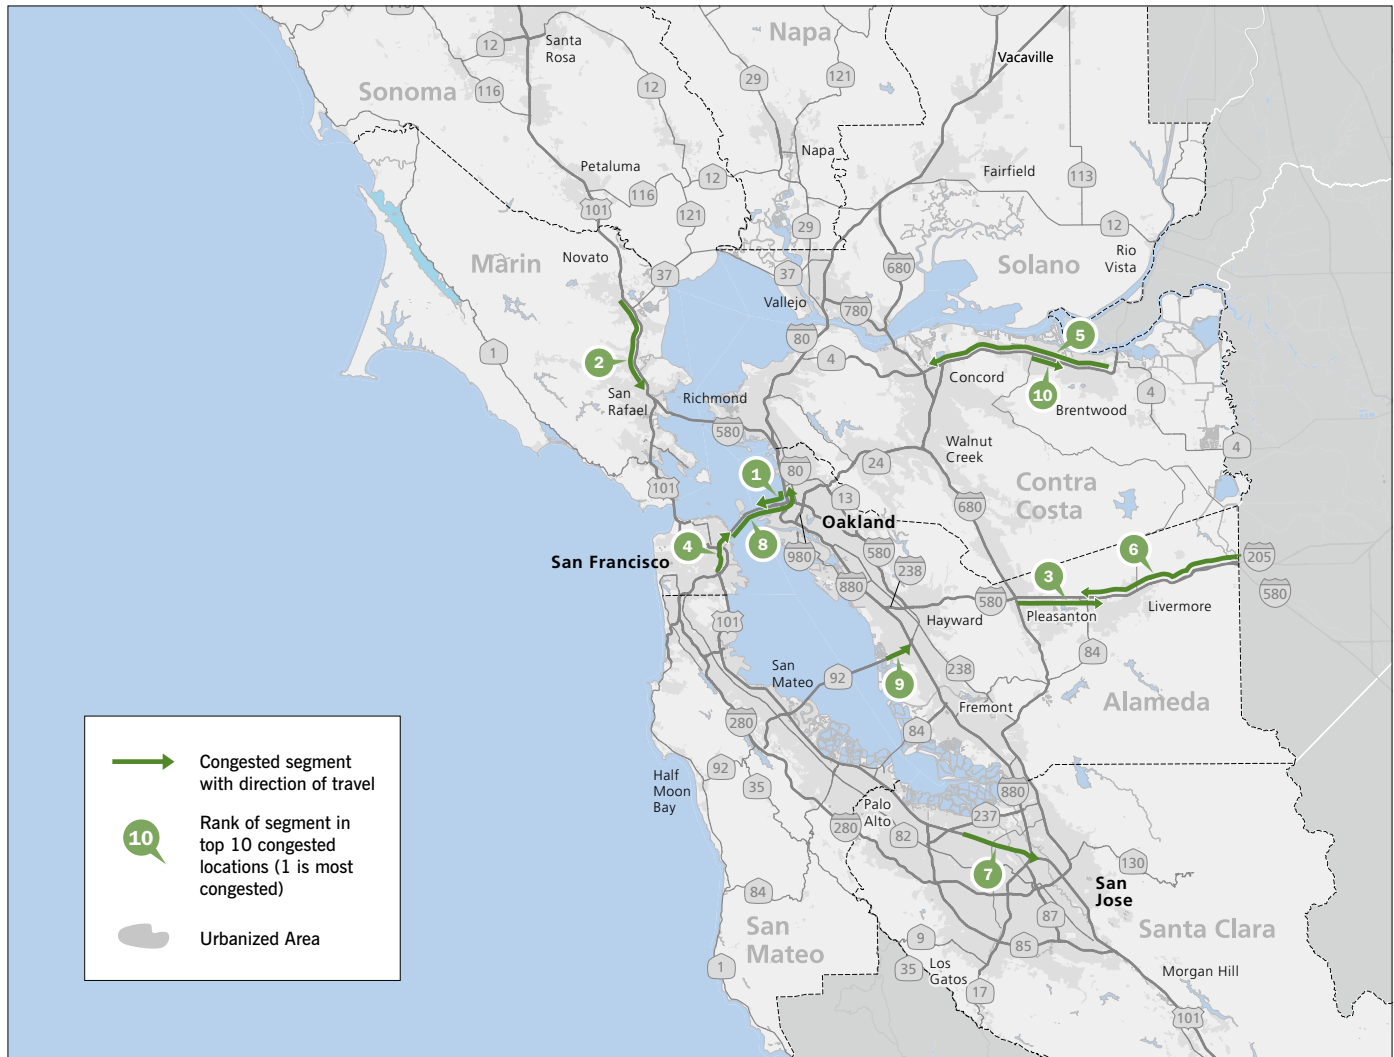 12
Santa
Rosa
Napa
Vacaville
Sonoma
116
12
29
121
Petaluma
Napa
Fairfield
113
116
12
101
121
29
12
Rio
Vista
Marin
Novato
37
37
680
Solano
Vallejo
780
80
4
5
1
2
Concord
10
Brentwood
4
San
Rafael
Richmond
580
Walnut
Creek
4
24
80
1
101
13
680
Contra
Costa
Oakland
4
8
San Francisco
980
580
238
880
6
205
580
3
580
Pleasanton
Livermore
Hayward
101
84
San
Mateo
92
9
238
Alameda
280
Fremont
84
Congested segment
with direction of travel
10
Rank of segment in
top 10 congested
locations (1 is most
congested)
Urbanized Area
92
35
Half
Moon
Bay
880
Palo
Alto
237
280
82
7
130
San
Jose
84
87
San
Mateo
9
85
Santa Clara
1
35
Los
Gatos
17
Morgan Hill
101